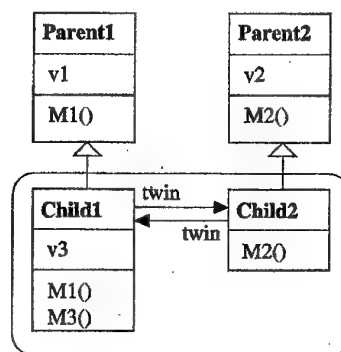 Parent1
v1
M1()
Parent2
v2
M2()
twin
twin
Child1
v3
M1()
M3()
Child2
M2()